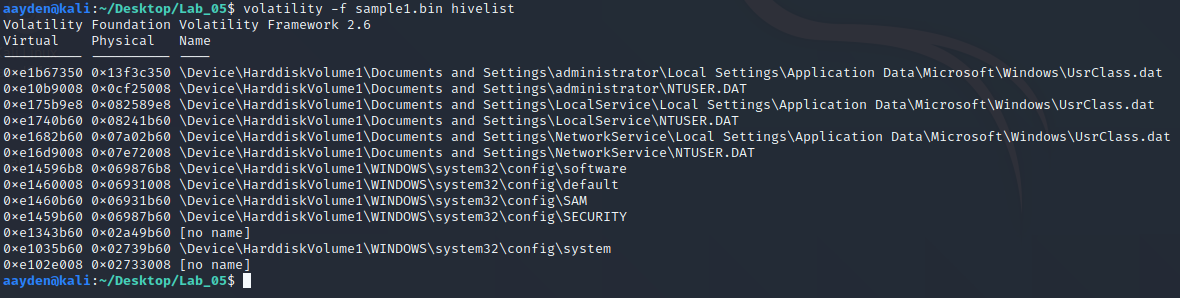 aayden@kali:~/Desktop/Lab_05$ volatility -f sample1.bin hivelist
Volatility Foundation Volatility Framework 2.6
Virtual    Physical   Name
---------- ---------- ----
0×e1b67350 0×13f3c350 \Device\HarddiskVolume1\Documents and Settings\administrator\Local Settings\Application Data\Microsoft\Windows\UsrClass.dat
0×e10b9008 0×0cf25008 \Device\HarddiskVolume1\Documents and Settings\administrator\NTUSER.DAT
0×e175b9e8 0×082589e8 \Device\HarddiskVolume1\Documents and Settings\LocalService\Local Settings\Application Data\Microsoft\Windows\UsrClass.dat
0×e1740b60 0×08241b60 \Device\HarddiskVolume1\Documents and Settings\LocalService\NTUSER.DAT
0×e1682b60 0×07a02b60 \Device\HarddiskVolume1\Documents and Settings\NetworkService\Local Settings\Application Data\Microsoft\Windows\UsrClass.dat
0×e16d9008 0×07e72008 \Device\HarddiskVolume1\Documents and Settings\NetworkService\NTUSER.DAT
0×e14596b8 0×069876b8 \Device\HarddiskVolume1\WINDOWS\system32\config\software
0×e1460008 0×06931008 \Device\HarddiskVolume1\WINDOWS\system32\config\default
0×e1460b60 0×06931b60 \Device\HarddiskVolume1\WINDOWS\system32\config\SAM
0×e1459b60 0×06987b60 \Device\HarddiskVolume1\WINDOWS\system32\config\SECURITY
0×e1343b60 0×02a49b60 [no name]
0×e1035b60 0×02739b60 \Device\HarddiskVolume1\WINDOWS\system32\config\system
0×e102e008 0×02733008 [no name]
aayden@kali:~/Desktop/Lab_05$